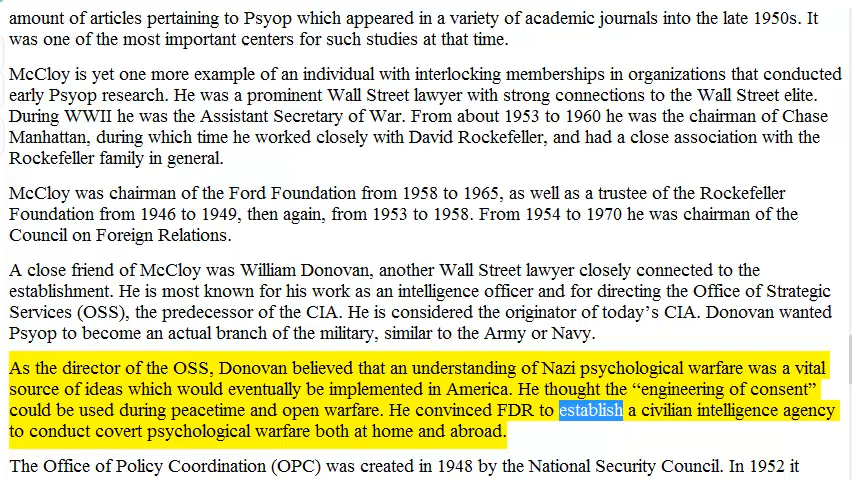 amount of articles pertaining to Psyop which appeared in a variety of academic journals into the late 1950s. It
was one of the most important centers for such studies at that time.
McCloy is yet one more example of an individual with interlocking memberships in organizations that conducted
early Psyop research. He was a prominent Wall Street lawyer with strong connections to the Wall Street elite.
During WWII he was the Assistant Secretary of War. From about 1953 to 1960 he was the chairman of Chase
Manhattan, during which time he worked closely with David Rockefeller, and had a close association with the
Rockefeller family in general.
McCloy was chairman of the Ford Foundation from 1958 to 1965, as well as a trustee of the Rockefeller
Foundation from 1946 to 1949, then again, from 1953 to 1958. From 1954 to 1970 he was chairman of the
Council on Foreign Relations.
A close friend of McCloy was William Donovan, another Wall Street lawyer closely connected to the
establishment. He is most known for his work as an intelligence officer and for directing the Office of Strategic
Services (OSS), the predecessor of the CIA. He is considered the originator of today’s CIA. Donovan wanted
Psyop to become an actual branch of the military, similar to the Army or Navy.
As the director of the OSS, Donovan believed that an understanding of Nazi psychological warfare was a vital
source of ideas which would eventually be implemented in America. He thought the “engineering of consent”
could be used during peacetime and open warfare. He convinced FDR to establish a civilian intelligence agency
to conduct covert psychological warfare both at home and abroad.
The Office of Policy Coordination (OPC) was created in 1948 by the National Security Council. In 1952 it